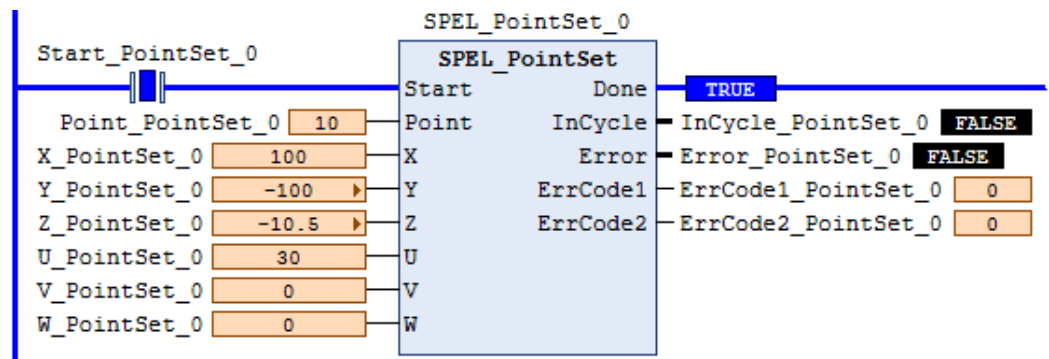 SPEL_PointSet_0
Start_PointSet_0 SPEL_PointSet
Start Done TRUE
Point_PointSet_0 10 Point InCycle InCycle_PointSet_0 FALSE
X_PointSet_0 100 X Error Error_PointSet_0 FALSE
Y_PointSet_0 -100 Y ErrCode1 ErrCode1_PointSet_0 0
Z_PointSet_0 -10.5 Z ErrCode2 ErrCode2_PointSet_0 0
U_PointSet_0 30 U
V_PointSet_0 0 V
W_PointSet_0 0 W